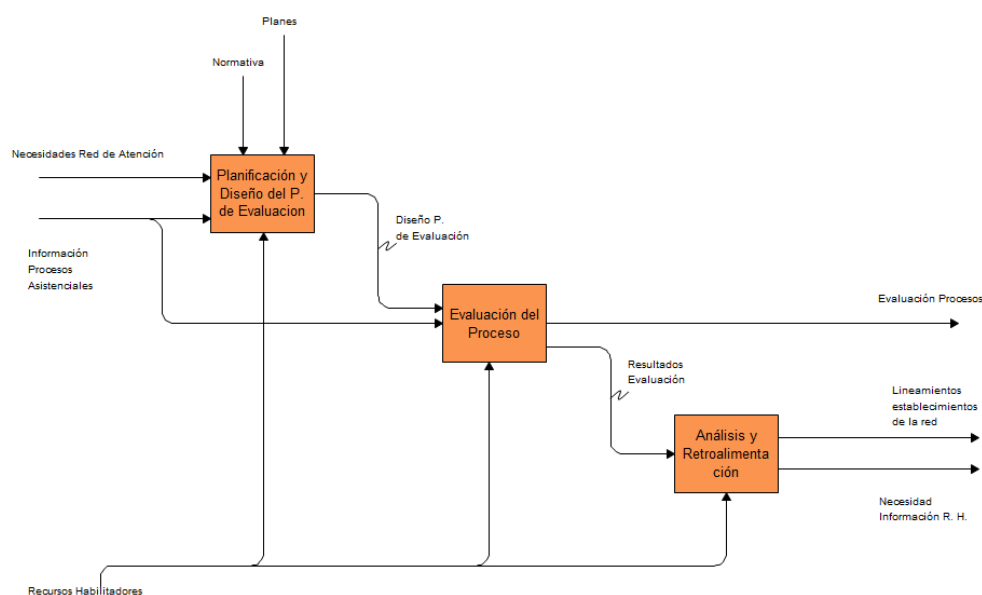 Planes
Normativa
Necesidades Red de Atención
Planificación y
Diseño del P.
de Evaluacion
Información
Procesos
Asistenciales
Diseño P.
de Evaluación
Evaluación del
Proceso
Evaluación Procesos
Resultados
Evaluación
Lineamientos
establecimientos
de la red
Análisis y
Retroalimenta
ción
Necesidad
Información R. H.
Recursos Habilitadores